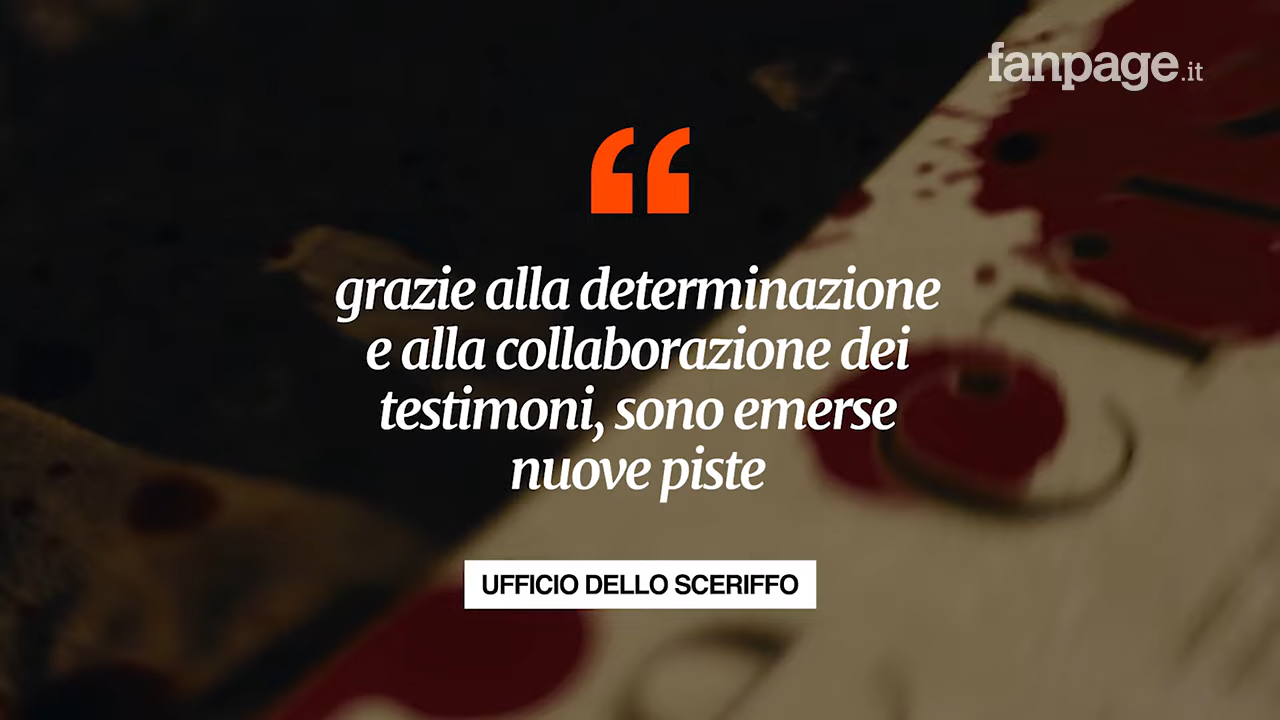 fanpage.it
“
grazie alla determinazione
e alla collaborazione dei
testimoni, sono emerse
nuove piste
UFFICIO DELLO SCERIFFO